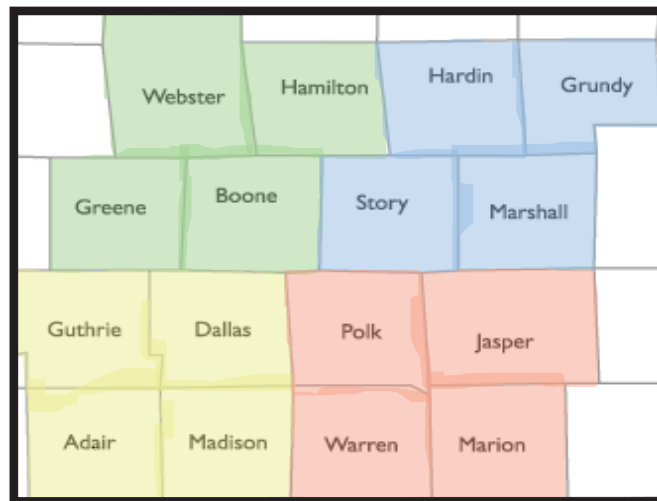 Webster Hamilton Hardin Grundy
Greene Boone Story Marshall
Guthrie Dallas Polk Jasper
Adair Madison Warren Marion